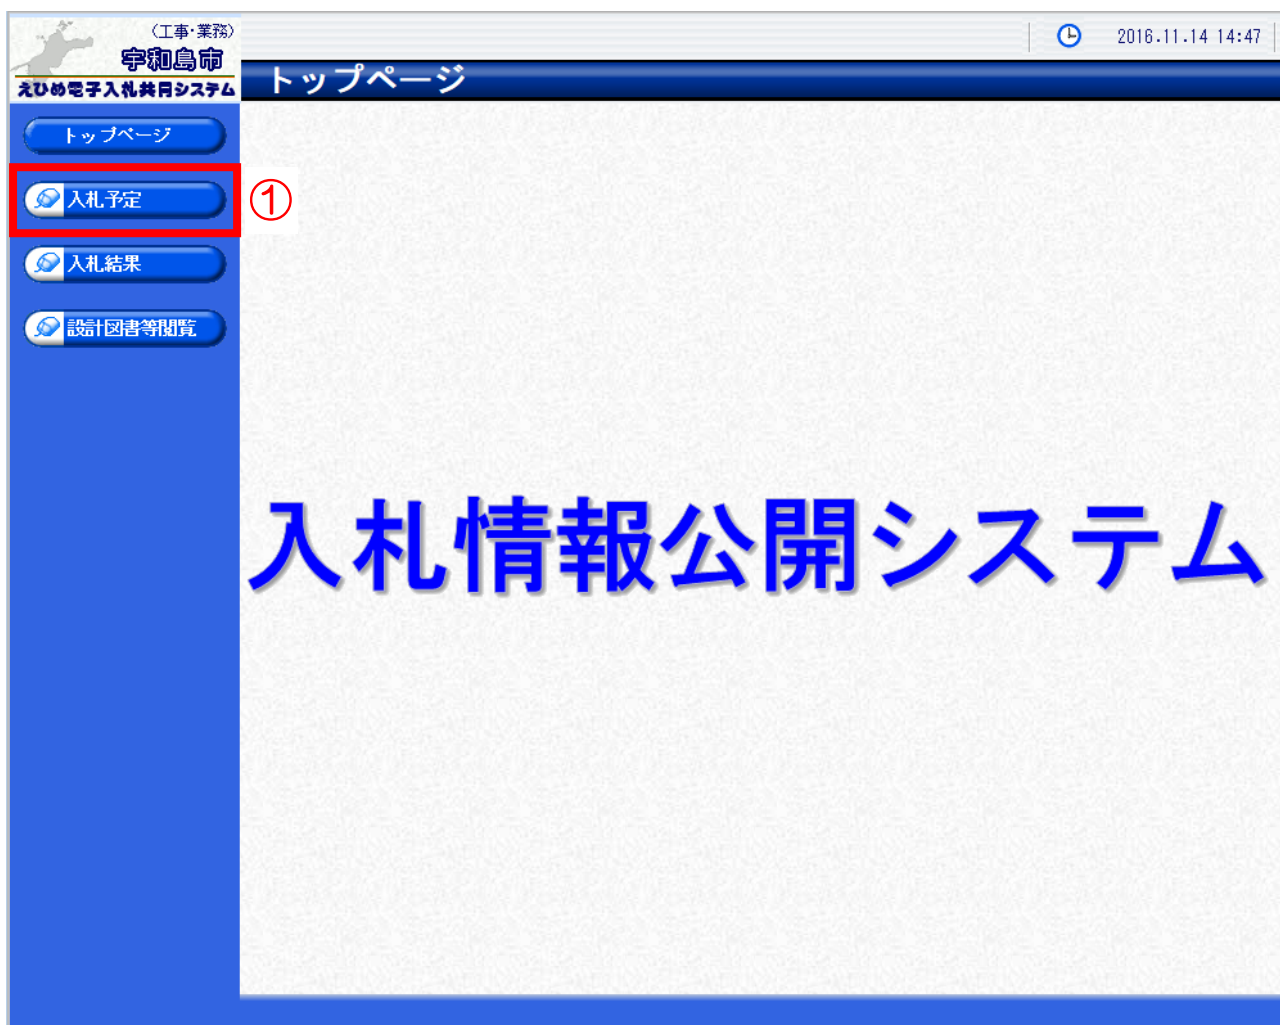 （工事・業務）
宇和島市
えひめ電子入札共同システム
2016.11.14 14:47
トップページ
トップページ
入札予定
①
入札結果
設計図書等閲覧
入札情報公開システム